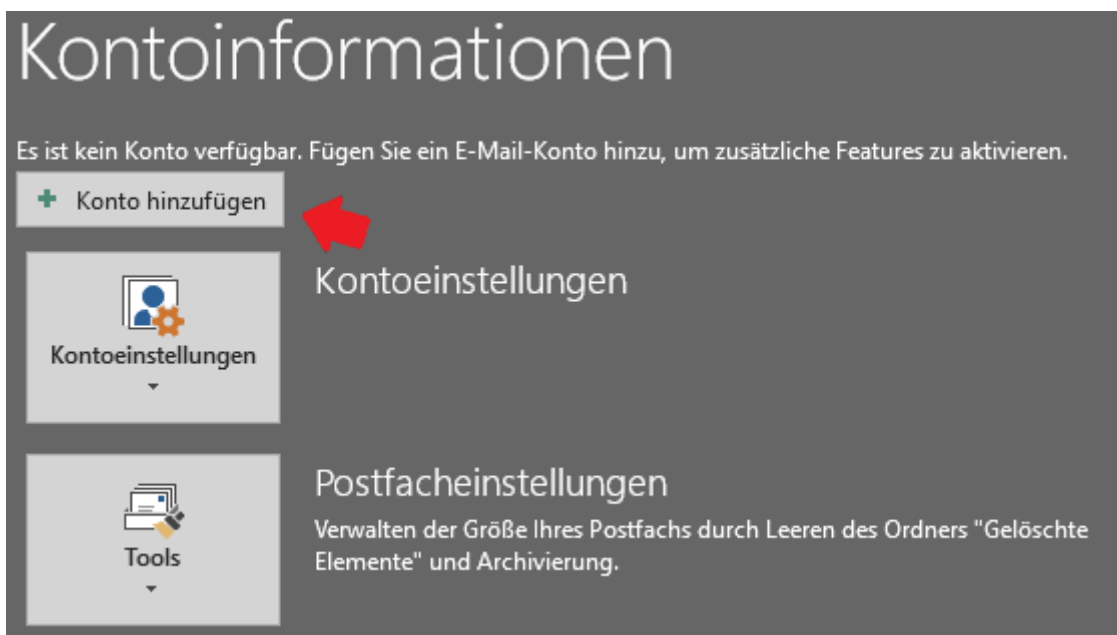 Kontoinformationen
Es ist kein Konto verfügbar. Fügen Sie ein E-Mail-Konto hinzu, um zusätzliche Features zu aktivieren.
Konto hinzufügen
Kontoeinstellungen
Kontoeinstellungen
Postfacheinstellungen
Verwalten der Größe Ihres Postfachs durch Leeren des Ordners "Gelöschte
Elemente" und Archivierung.
Tools